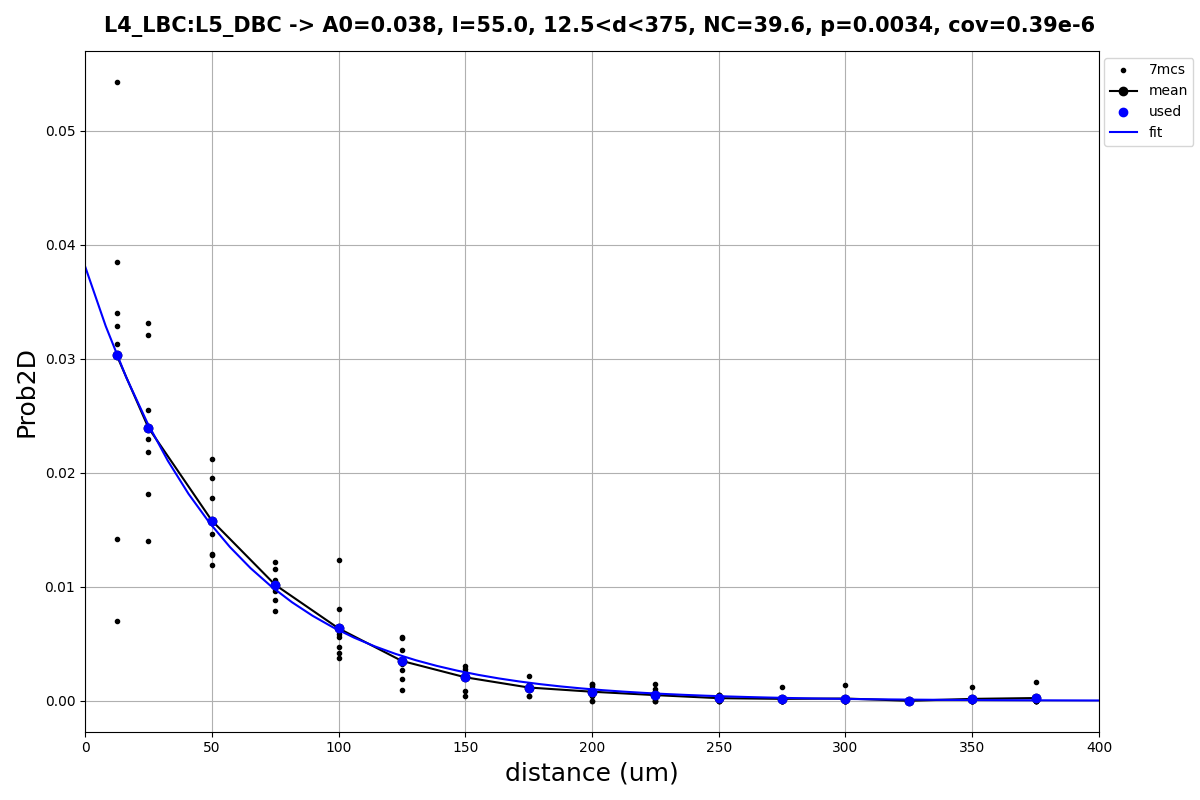 L4_LBC:L5_DBC -> A0=0.038, l=55.0, 12.5<d<375, NC=39.6, p=0.0034, cov=0.39e-6
7mcs
mean
used
fit
0.05
0.04
0.03
0.02
0.01
0.00
Prob2D
0 50 100 150 200 250 300 350 400
distance (um)